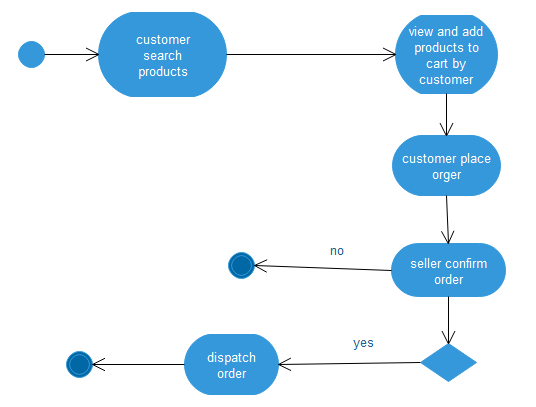 customer
search
products
view and add
products to
cart by
customer
customer place
orger
seller confirm
order
no
yes
dispatch
order